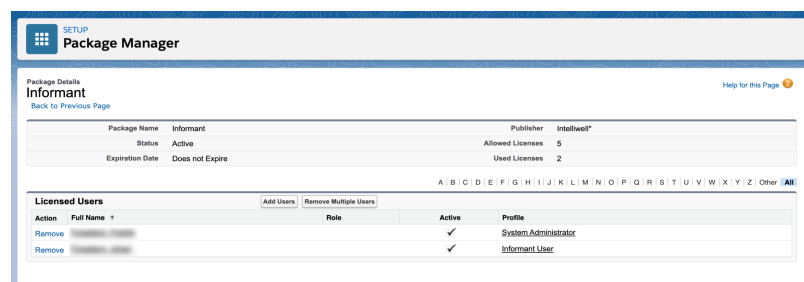 SETUP
Package Manager
Package Details
Informant
Help for this Page
Back to Previous Page
Package Name Informant Publisher Intelliwell*
Status Active Allowed Licenses 5
Expiration Date Does not Expire Used Licenses 2
A | B | C | D | E | F | G | H | I | J | K | L | M | N | O | P | Q | R | S | T | U | V | W | X | Y | Z | Other All
Licensed Users Add Users Remove Multiple Users
Action Full Name ↑ Role Active Profile
Remove ✓ System Administrator
Remove ✓ Informant User